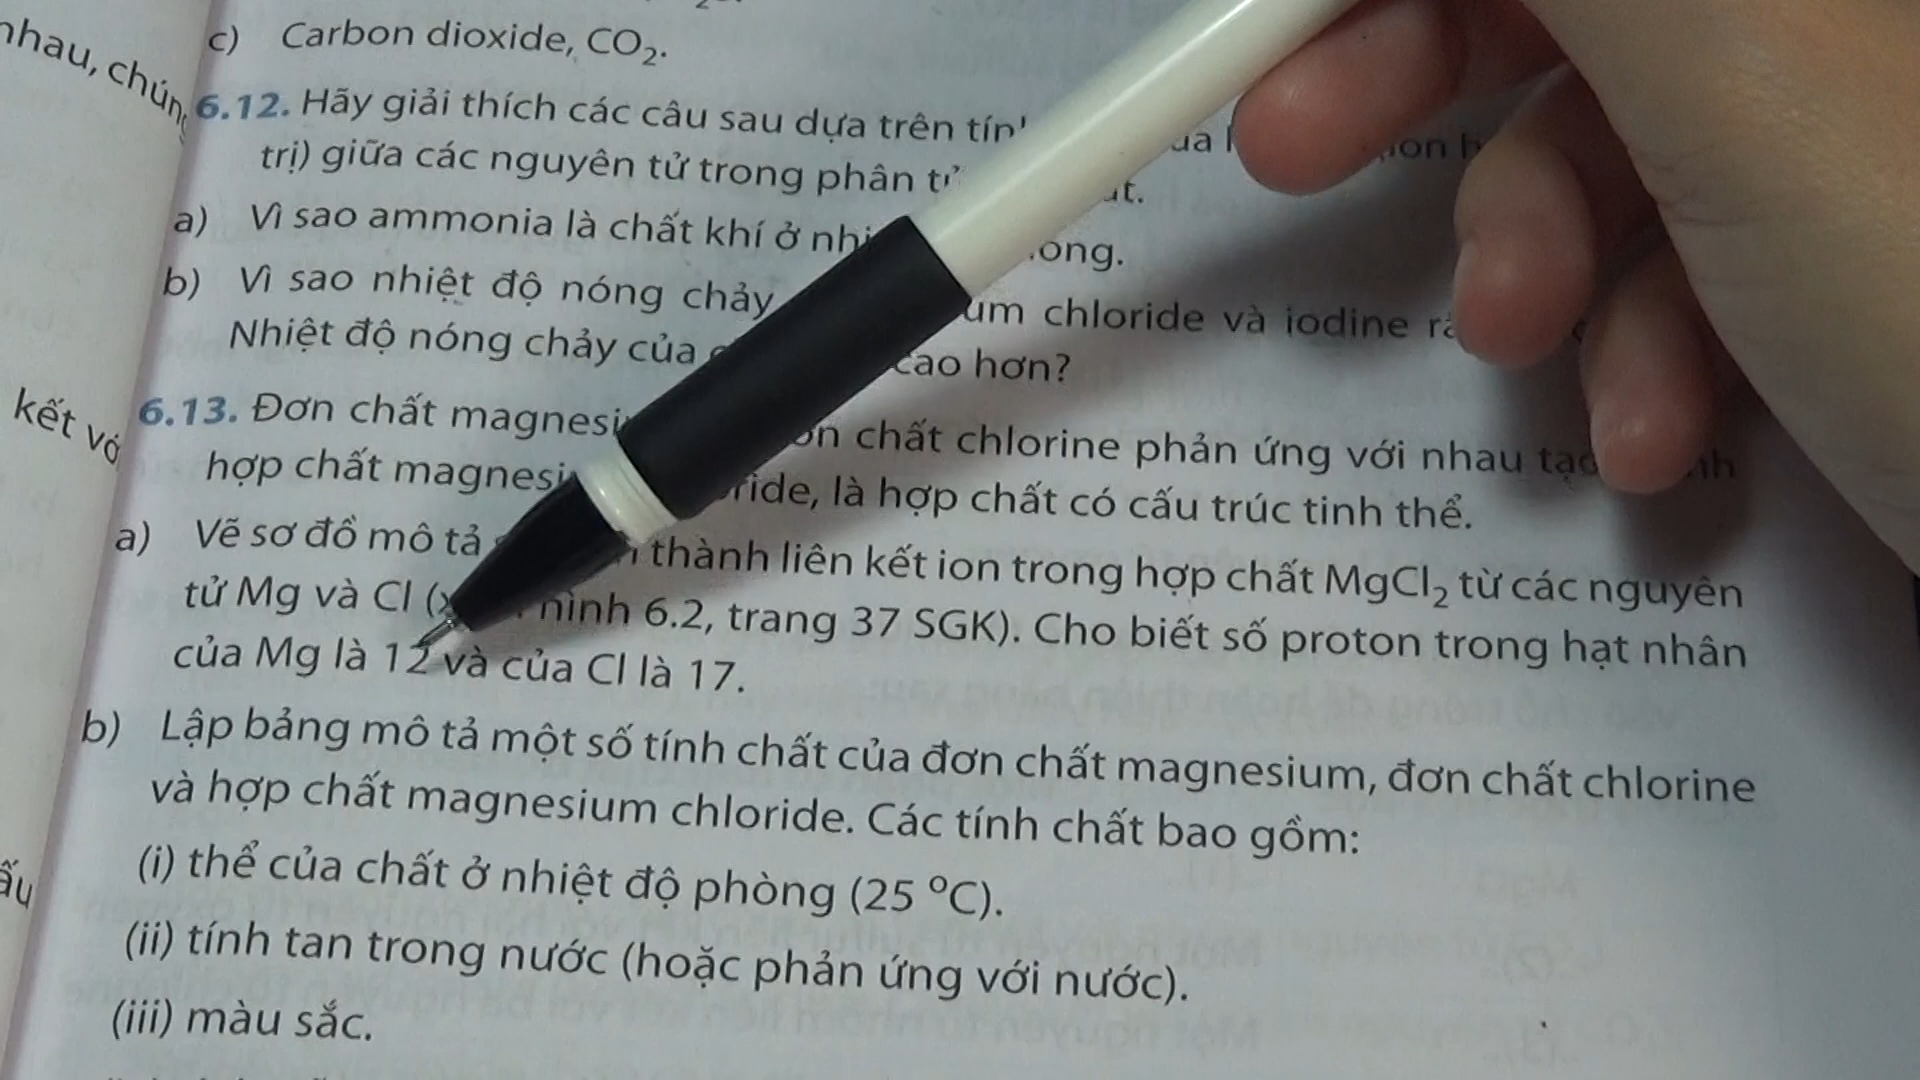 nhau, chúng
kết vớ
ấu
c) Carbon dioxide, CO₂.
6.12. Hãy giải thích các câu sau dựa trên
trị) giữa các nguyên tử trong phân
a) Vì sao ammonia là chất khí ở
b) Vì sao nhiệt độ nóng chảy chloride và iodine
Nhiệt độ nóng chảy của cao hơn?
6.13. Đơn chất chất chlorine phản ứng với nhau
hợp chất là hợp chất có cấu trúc tinh thể.
a) Vẽ sơ đồ mô tả thành liên kết ion trong hợp chất MgCl₂ từ các nguyên
tử Mg và Cl hình 6.2, trang 37 SGK). Cho biết số proton trong hạt nhân
của Mg là 12 và của Cl là 17.
b) Lập bảng mô tả một số tính chất của đơn chất magnesium, đơn chất chlorine
và hợp chất magnesium chloride. Các tính chất bao gồm:
(i) thể của chất ở nhiệt độ phòng (25 °C).
(ii) tính tan trong nước (hoặc phản ứng với nước).
(iii) màu sắc.